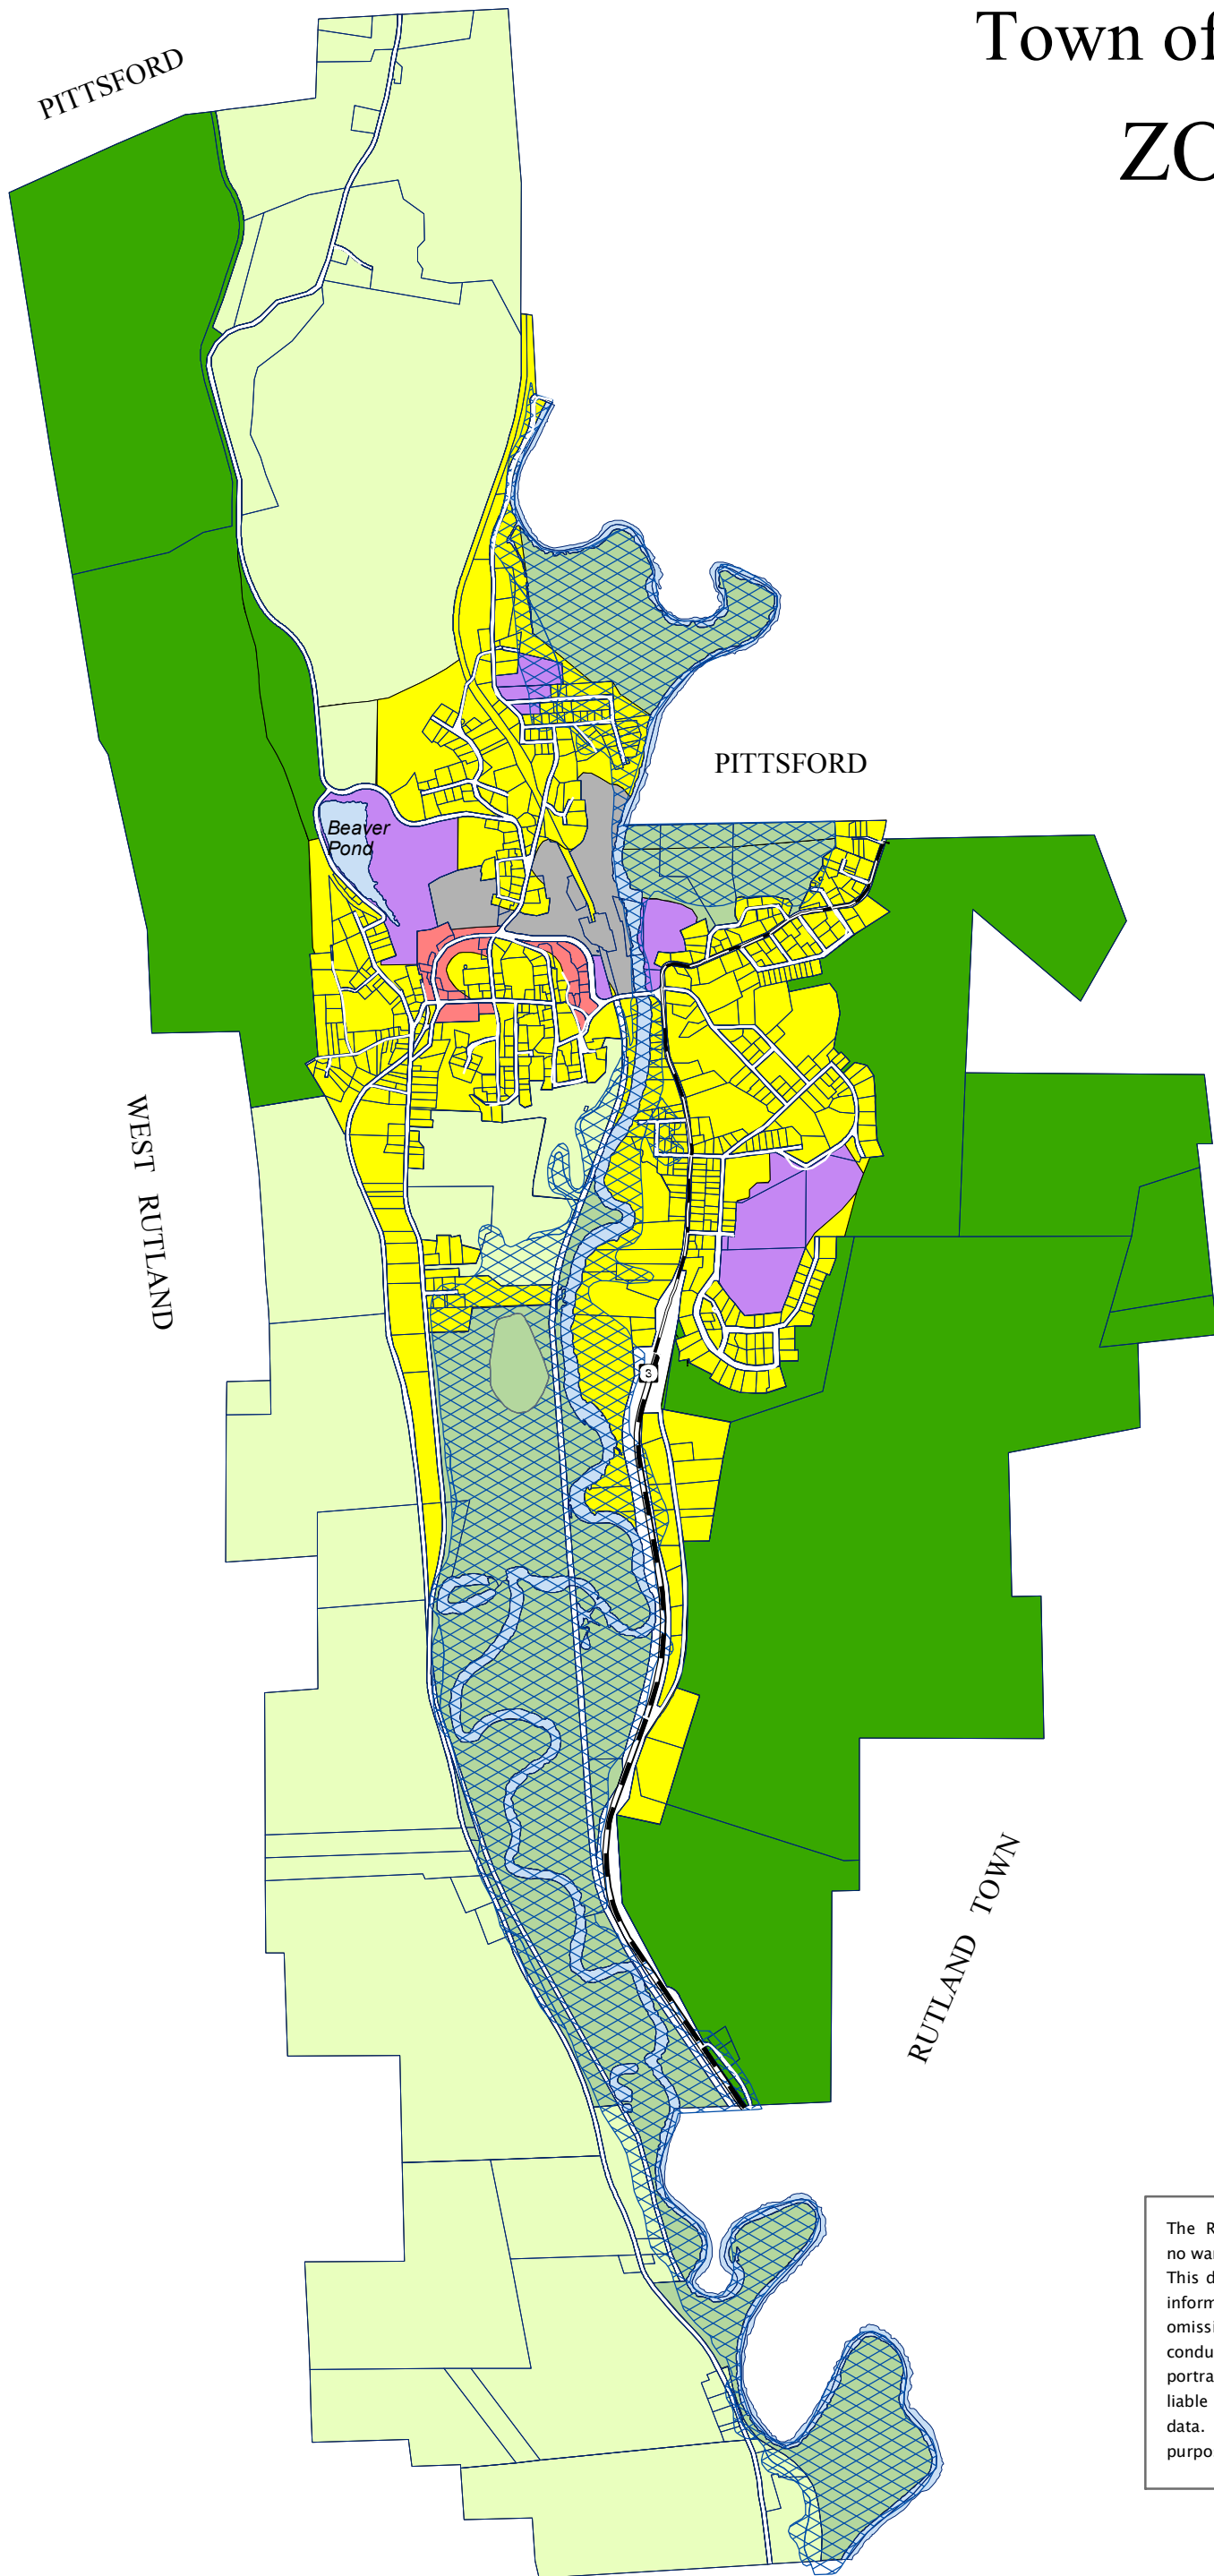 Town of
ZO
PITTSFORD
PITTSFORD
Beaver
Pond
WEST RUTLAND
3
RUTLAND TOWN
The R
no wa
This d
inform
omissi
condu
portra
liable
data.
purpo